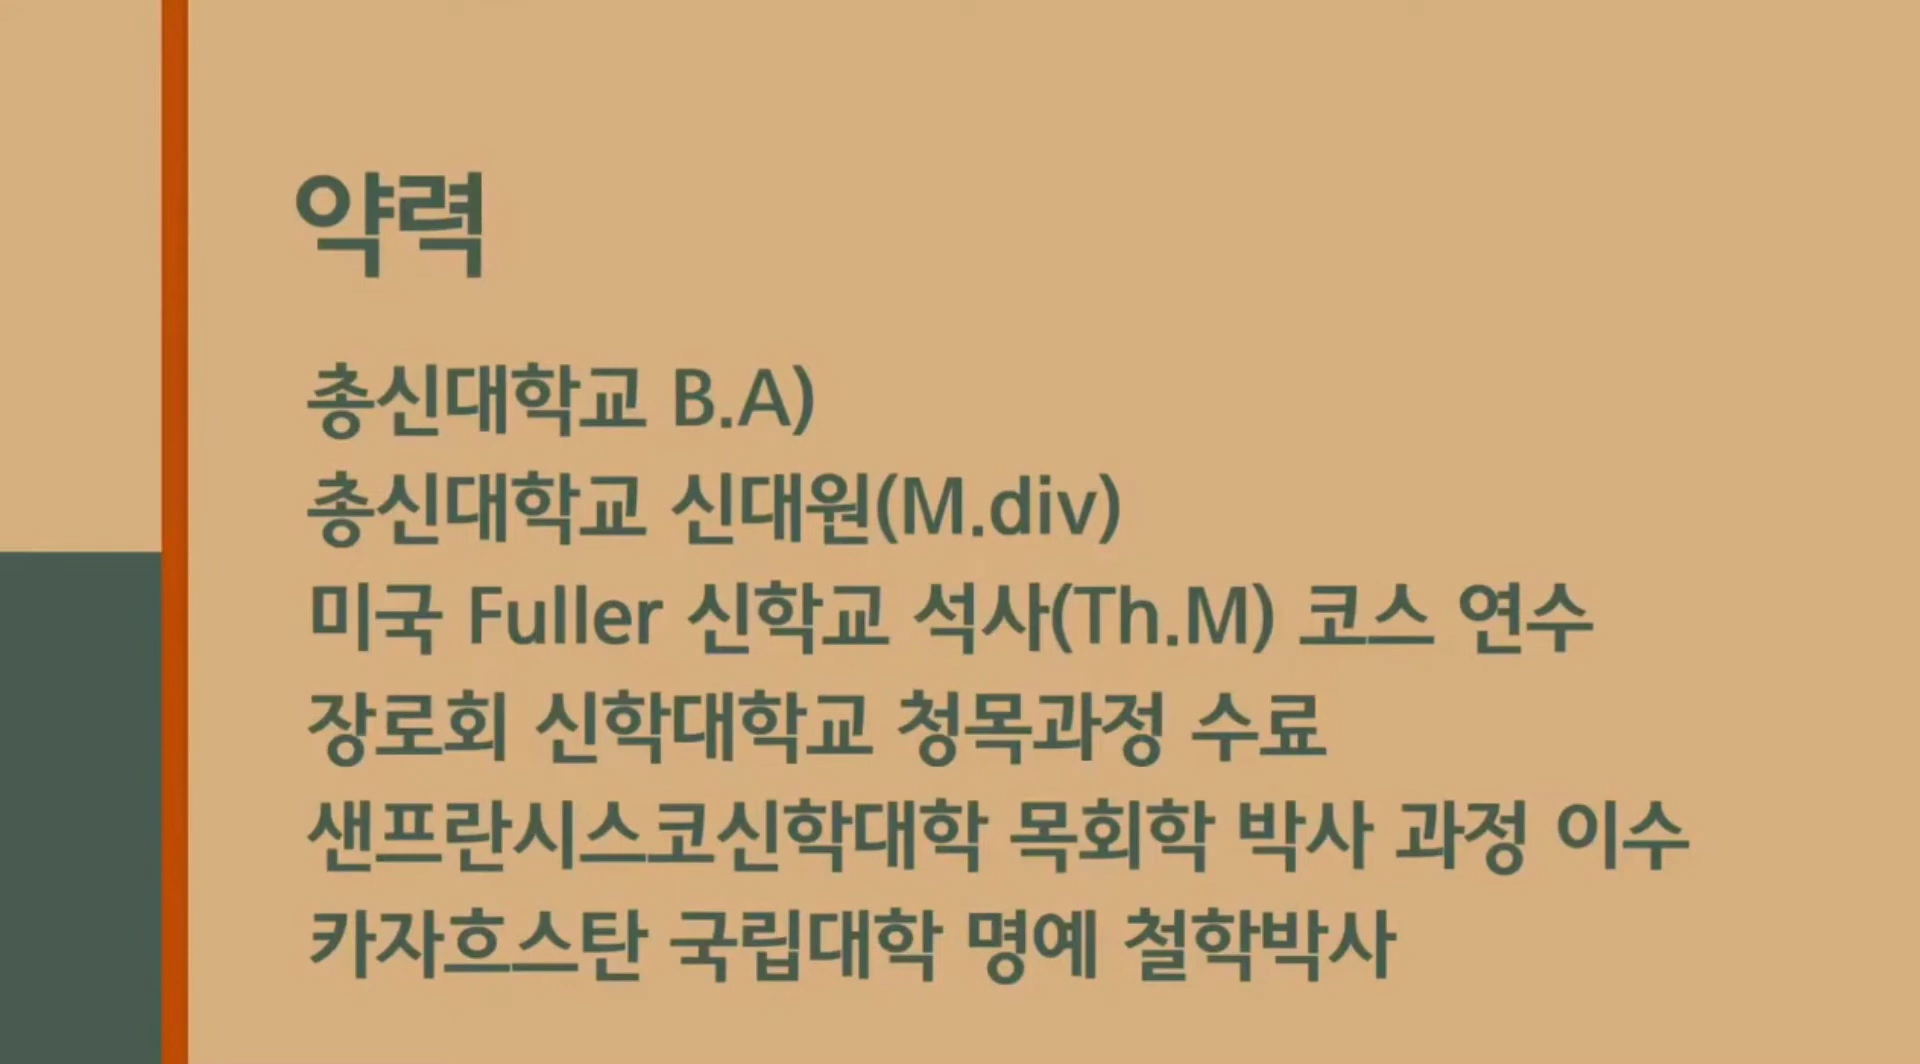 약력
총신대학교 B.A)
총신대학교 신대원(M.div)
미국 Fuller 신학교 석사(Th.M) 코스 연수
장로회 신학대학교 청목과정 수료
샌프란시스코신학대학 목회학 박사 과정 이수
카자흐스탄 국립대학 명예 철학박사